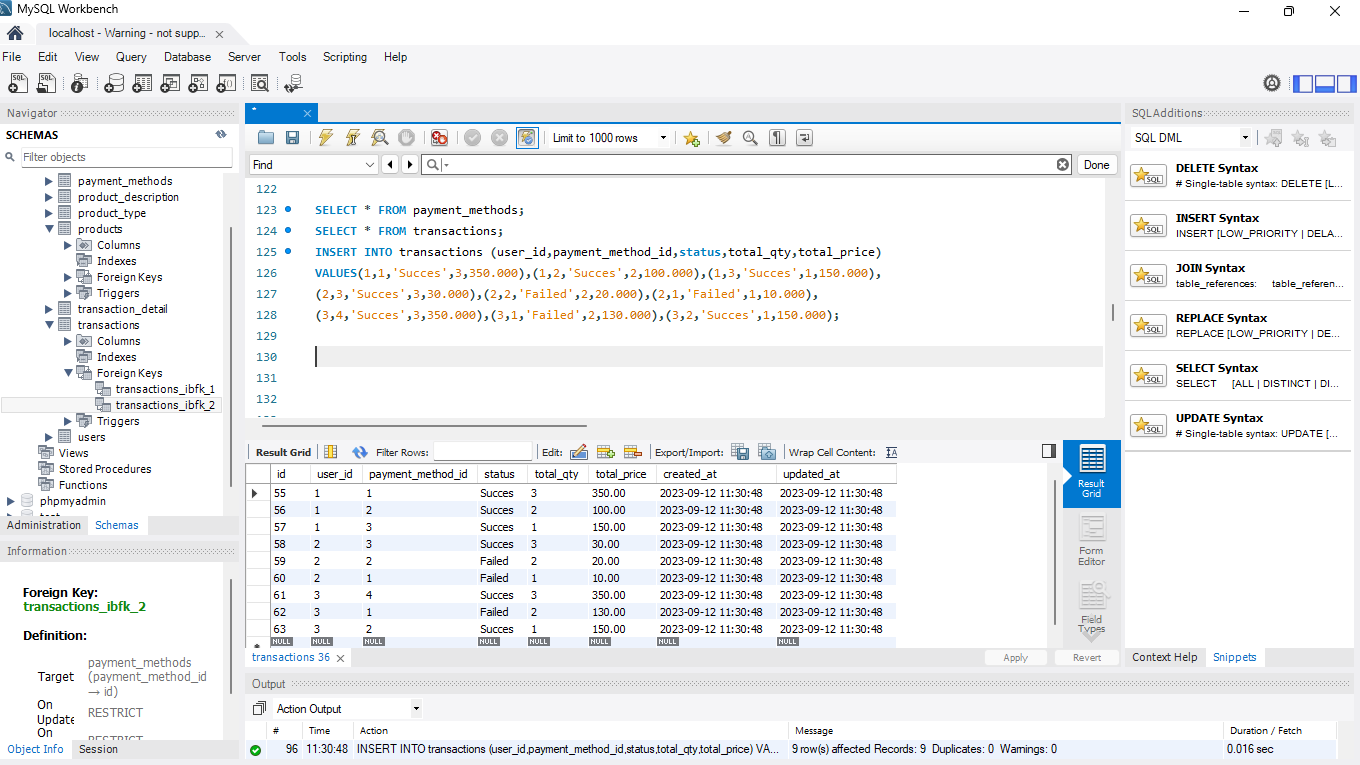 MySQL Workbench
localhost - Warning - not supp...
File Edit View Query Database Server Tools Scripting Help
Navigator
SCHEMAS
Filter objects
payment_methods
product_description
product_type
products
Columns
Indexes
Foreign Keys
Triggers
transaction_detail
transactions
Columns
Indexes
Foreign Keys
transactions_ibfk_1
transactions_ibfk_2
Triggers
users
Views
Stored Procedures
Functions
phpmyadmin
Administration Schemas
Information
Foreign Key:
transactions_ibfk_2
Definition:
Target payment_methods
(payment_method_id
→ id)
On
Update RESTRICT
On RESTRICT
Object Info Session
*
Limit to 1000 rows
Find Done
122
123 SELECT * FROM payment_methods;
124 SELECT * FROM transactions;
125 INSERT INTO transactions (user_id,payment_method_id,status,total_qty,total_price)
126 VALUES(1,1,'Succes',3,350.000),(1,2,'Succes',2,100.000),(1,3,'Succes',1,150.000),
127 (2,3,'Succes',3,30.000),(2,2,'Failed',2,20.000),(2,1,'Failed',1,10.000),
128 (3,4,'Succes',3,350.000),(3,1,'Failed',2,130.000),(3,2,'Succes',1,150.000);
129
130
131
132
Result Grid Filter Rows: Edit: Export/Import: Wrap Cell Content:
id user_id payment_method_id status total_qty total_price created_at updated_at
55 1 1 Succes 3 350.00 2023-09-12 11:30:48 2023-09-12 11:30:48
56 1 2 Succes 2 100.00 2023-09-12 11:30:48 2023-09-12 11:30:48
57 1 3 Succes 1 150.00 2023-09-12 11:30:48 2023-09-12 11:30:48
58 2 3 Succes 3 30.00 2023-09-12 11:30:48 2023-09-12 11:30:48
59 2 2 Failed 2 20.00 2023-09-12 11:30:48 2023-09-12 11:30:48
60 2 1 Failed 1 10.00 2023-09-12 11:30:48 2023-09-12 11:30:48
61 3 4 Succes 3 350.00 2023-09-12 11:30:48 2023-09-12 11:30:48
62 3 1 Failed 2 130.00 2023-09-12 11:30:48 2023-09-12 11:30:48
63 3 2 Succes 1 150.00 2023-09-12 11:30:48 2023-09-12 11:30:48
NULL NULL NULL NULL NULL NULL NULL NULL
Result
Grid
Form
Editor
Field
Types
transactions 36 Apply Revert
SQLAdditions
SQL DML
DELETE Syntax
# Single-table syntax: DELETE [L...
INSERT Syntax
INSERT [LOW_PRIORITY | DELA...
JOIN Syntax
table_references: table_referen...
REPLACE Syntax
REPLACE [LOW_PRIORITY | DE...
SELECT Syntax
SELECT [ALL | DISTINCT | DI...
UPDATE Syntax
# Single-table syntax: UPDATE [...
Context Help Snippets
Output
Action Output
# Time Action Message Duration / Fetch
96 11:30:48 INSERT INTO transactions (user_id,payment_method_id,status,total_qty,total_price) VA... 9 row(s) affected Records: 9 Duplicates: 0 Warnings: 0 0.016 sec